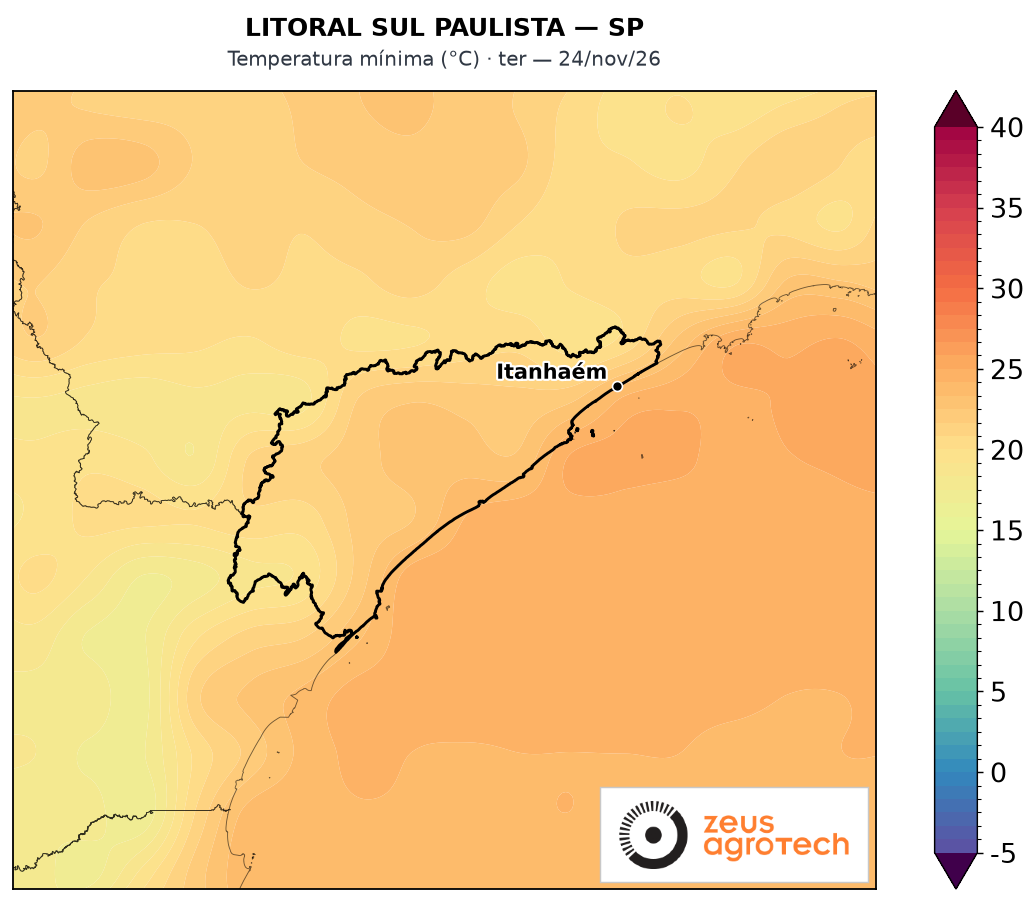 LITORAL SUL PAULISTA — SP
Temperatura mínima (°C) · ter — 24/nov/26
40
35
30
25
20
15
10
5
0
-5
Itanhaém
zeus
agrotech